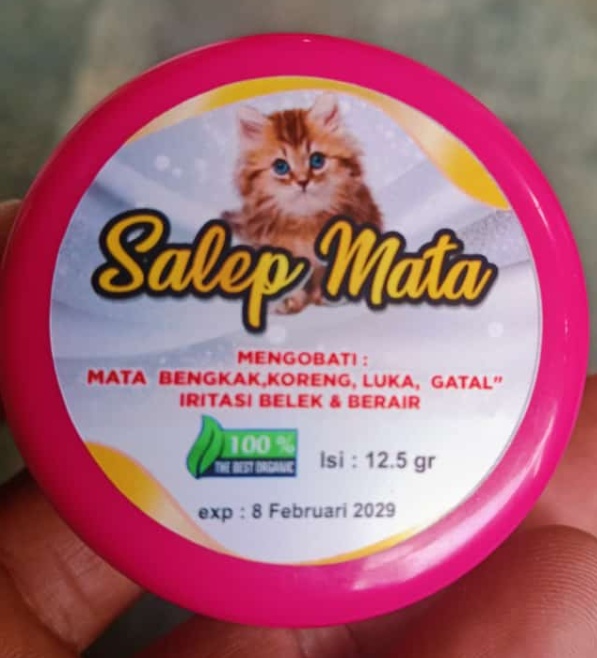 Salep Mata
MENGOBATI :
MATA BENGKAK,KORENG, LUKA, GATAL"
IRITASI BELEK & BERAIR
100 %
THE BEST ORGANIC
Isi : 12.5 gr
exp : 8 Februari 2029